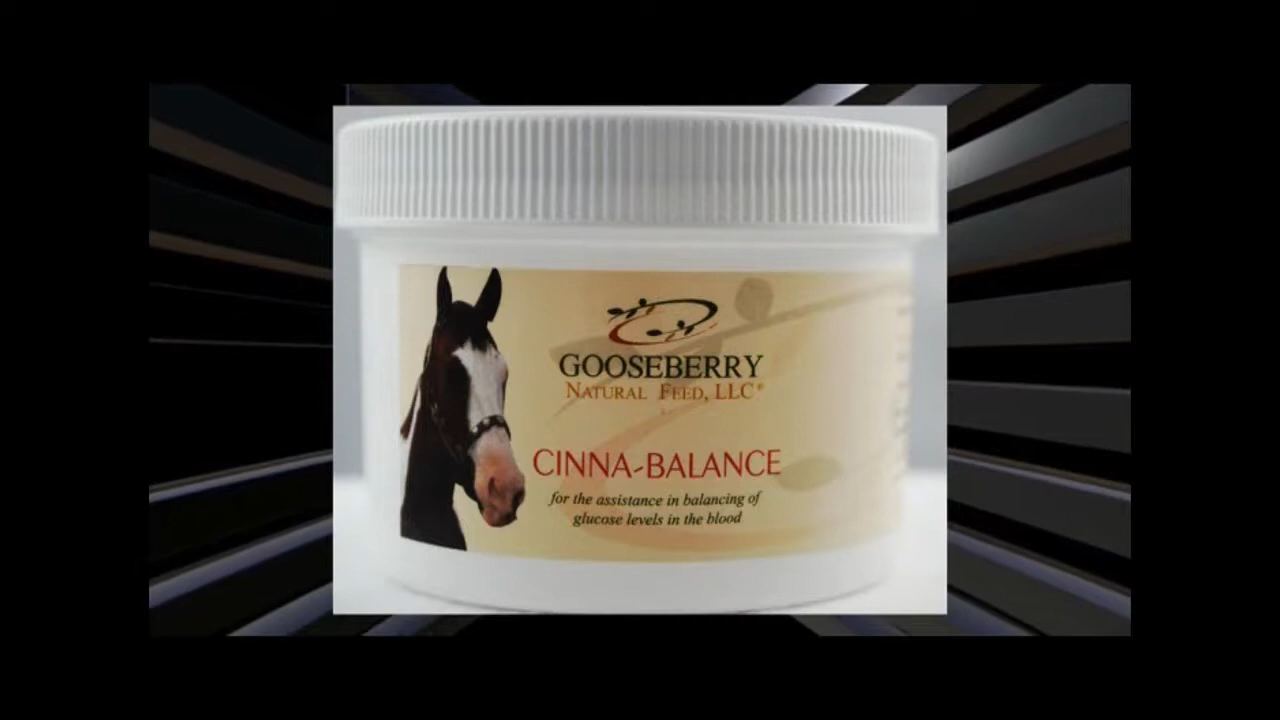 GOOSEBERRY
NATURAL FEED, LLC®
CINNA-BALANCE
for the assistance in balancing of
glucose levels in the blood